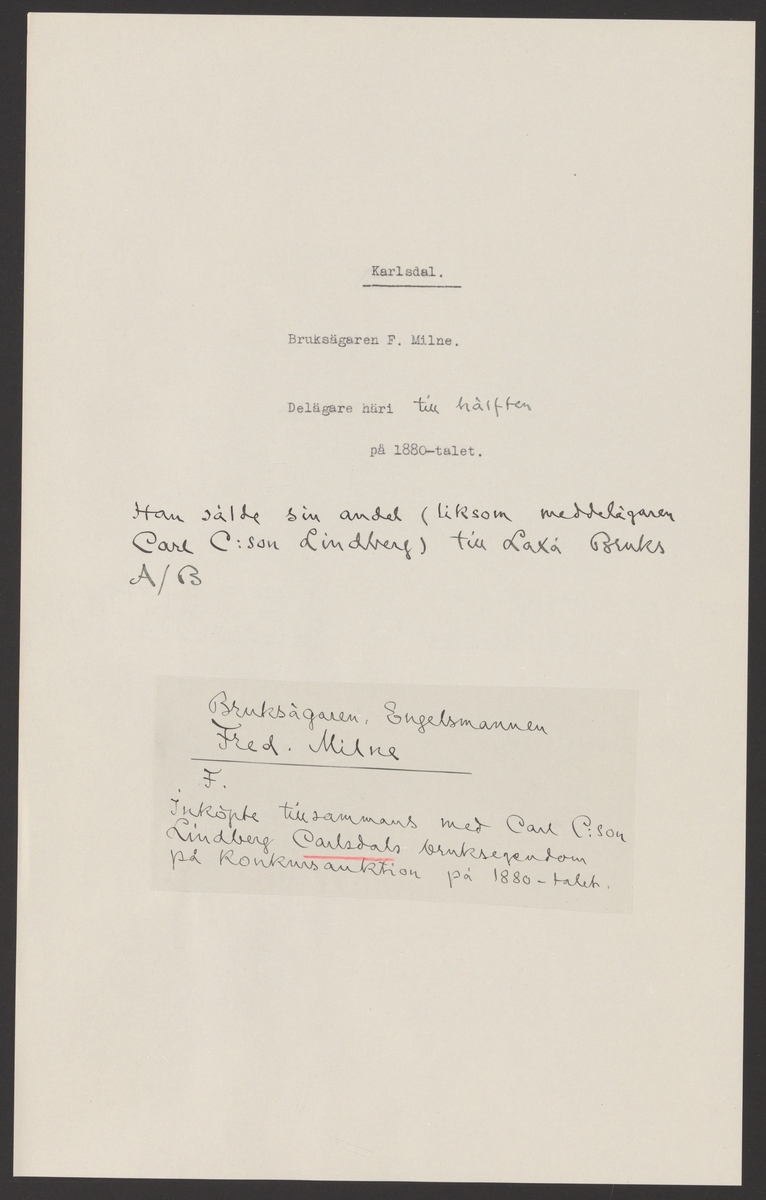 Karlsdal.
Bruksägaren F. Milne.
Delägare häri till hälften
på 1880-talet.
Han sålde sin andel (liksom meddelägaren
Carl C:son Lindberg) till Laxå Bruks
A/B
Bruksägaren, Engelsmannen
Fred. Milne
F.
Inköpte tillsammans med Carl C:son
Lindberg Carlsdals bruksegendom
på konkursauktion på 1880-talet.